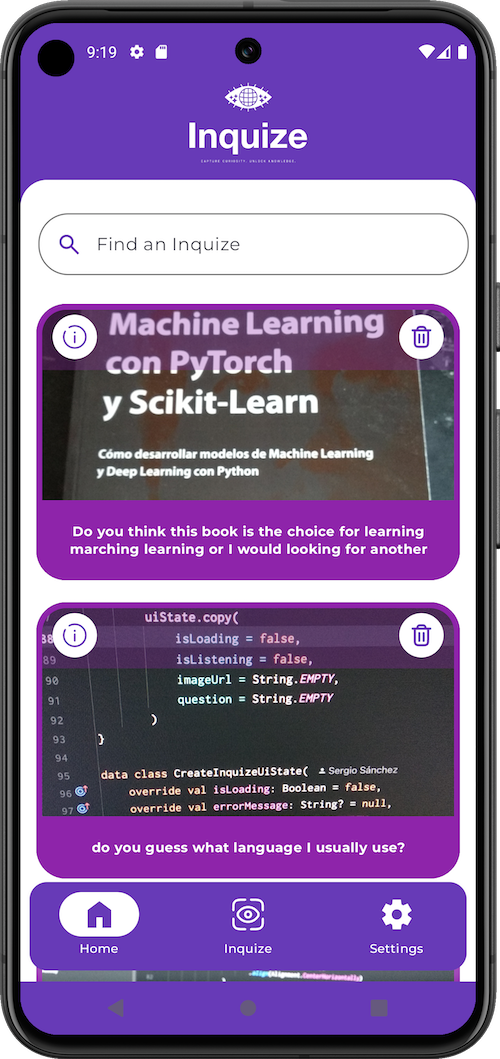 9:19
Inquize
CAPTURE CURIOSITY. UNLOCK KNOWLEDGE.
Find an Inquize
Machine Learning
con PyTorch
y Scikit-Learn
Cómo desarrollar modelos de Machine Learning
y Deep Learning con Python
Do you think this book is the choice for learning
marching learning or I would looking for another
uiState.copy(
88 isLoading = false,
89 isListening = false,
90 imageUrl = String.EMPTY,
91 question = String.EMPTY
92 )
93 }
94
95 data class CreateInquizeUiState( Sergio Sánchez
96 override val isLoading: Boolean = false,
97 override val errorMessage: String? = null,
do you guess what language I usually use?
Home
Inquize
Settings
92 .align(Alignment.CenterHorizontally)